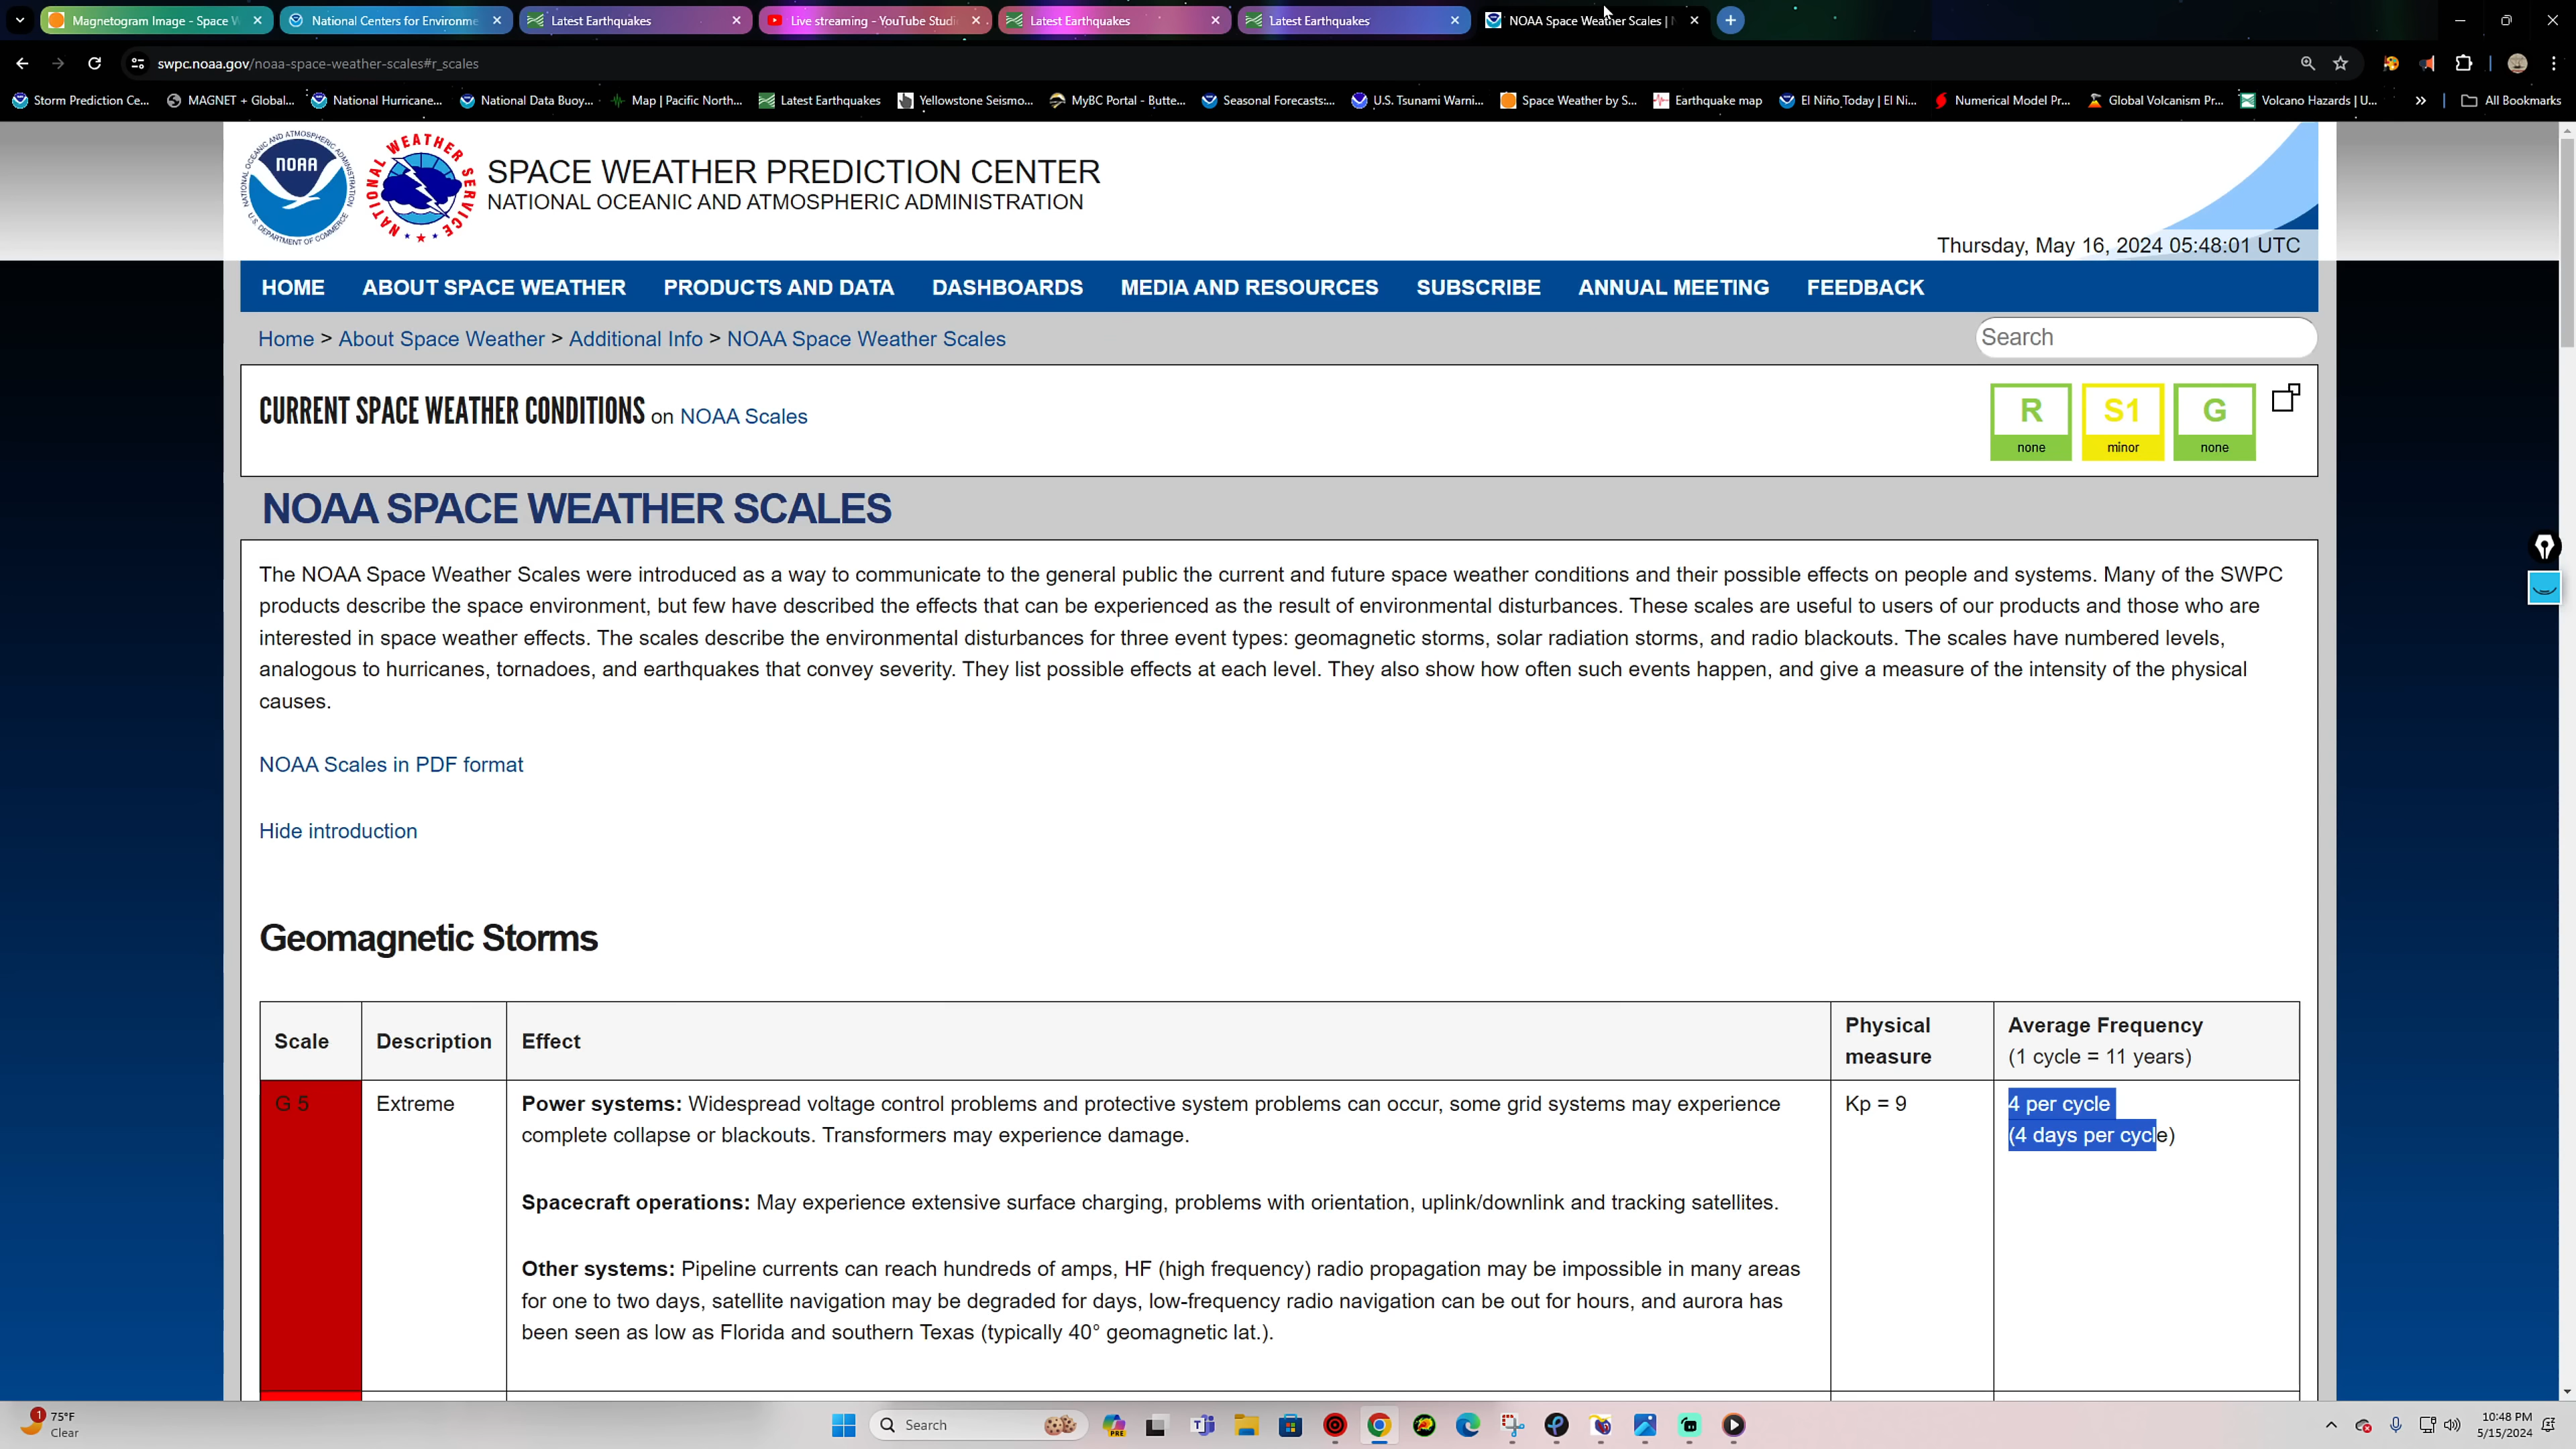 Magnetogram Image - Space W
National Centers for Environme
Latest Earthquakes
Live streaming - YouTube Studi
Latest Earthquakes
Latest Earthquakes
NOAA Space Weather Scales |
swpc.noaa.gov/noaa-space-weather-scales#r_scales
Storm Prediction Ce...
MAGNET + Global...
National Hurricane...
National Data Buoy...
Map | Pacific North...
Latest Earthquakes
Yellowstone Seismo...
MyBC Portal - Butte...
Seasonal Forecasts:...
U.S. Tsunami Warni...
Space Weather by S...
Earthquake map
El Niño Today | El Ni...
Numerical Model Pr...
Global Volcanism Pr...
Volcano Hazards | U...
All Bookmarks
NATIONAL OCEANIC AND ATMOSPHERIC ADMINISTRATION
NOAA
U.S. DEPARTMENT OF COMMERCE
NATIONAL WEATHER SERVICE
SPACE WEATHER PREDICTION CENTER
NATIONAL OCEANIC AND ATMOSPHERIC ADMINISTRATION
Thursday, May 16, 2024 05:48:01 UTC
HOME ABOUT SPACE WEATHER PRODUCTS AND DATA DASHBOARDS MEDIA AND RESOURCES SUBSCRIBE ANNUAL MEETING FEEDBACK
Home > About Space Weather > Additional Info > NOAA Space Weather Scales
Search
CURRENT SPACE WEATHER CONDITIONS on NOAA Scales
R
none
S1
minor
G
none
NOAA SPACE WEATHER SCALES
The NOAA Space Weather Scales were introduced as a way to communicate to the general public the current and future space weather conditions and their possible effects on people and systems. Many of the SWPC
products describe the space environment, but few have described the effects that can be experienced as the result of environmental disturbances. These scales are useful to users of our products and those who are
interested in space weather effects. The scales describe the environmental disturbances for three event types: geomagnetic storms, solar radiation storms, and radio blackouts. The scales have numbered levels,
analogous to hurricanes, tornadoes, and earthquakes that convey severity. They list possible effects at each level. They also show how often such events happen, and give a measure of the intensity of the physical
causes.
NOAA Scales in PDF format
Hide introduction
Geomagnetic Storms
Scale
Description
Effect
Physical
measure
Average Frequency
(1 cycle = 11 years)
G 5
Extreme
Power systems: Widespread voltage control problems and protective system problems can occur, some grid systems may experience
complete collapse or blackouts. Transformers may experience damage.
Spacecraft operations: May experience extensive surface charging, problems with orientation, uplink/downlink and tracking satellites.
Other systems: Pipeline currents can reach hundreds of amps, HF (high frequency) radio propagation may be impossible in many areas
for one to two days, satellite navigation may be degraded for days, low-frequency radio navigation can be out for hours, and aurora has
been seen as low as Florida and southern Texas (typically 40° geomagnetic lat.).
Kp = 9
4 per cycle
(4 days per cycle)
1
75°F
Clear
Search
PRE
10:48 PM
5/15/2024